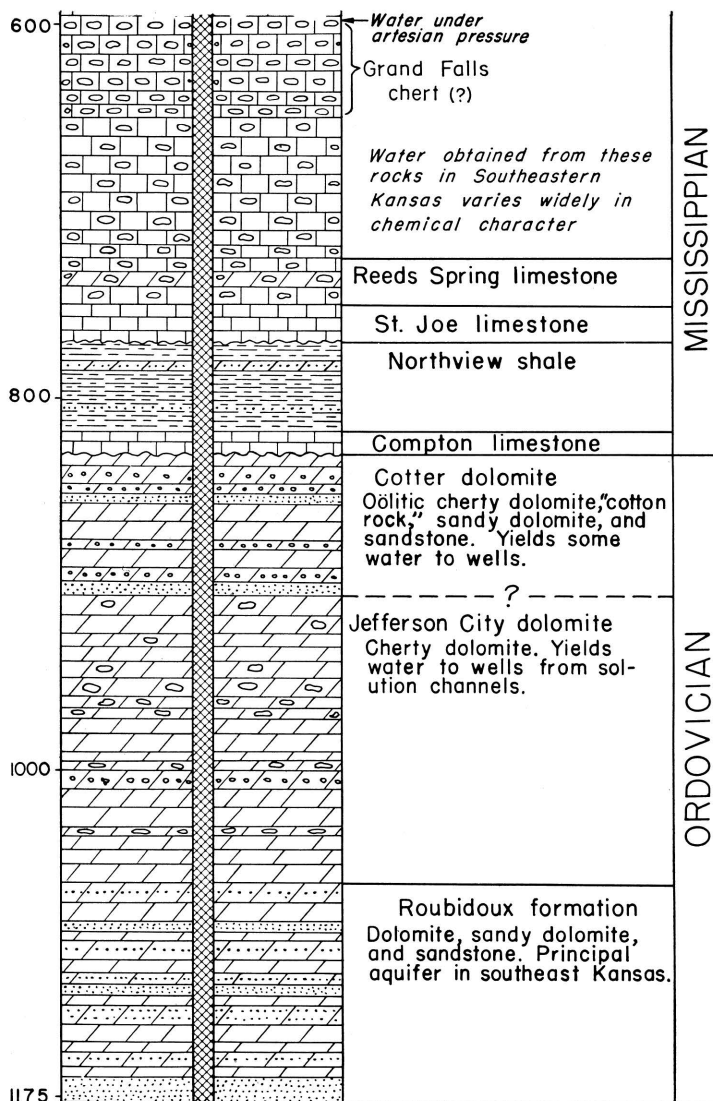 600
Water under
artesian pressure
Grand Falls
chert (?)
Water obtained from these
rocks in Southeastern
Kansas varies widely in
chemical character
Reeds Spring limestone
St. Joe limestone
Northview shale
800
Compton limestone
MISSISSIPPIAN
Cotter dolomite
Oölitic cherty dolomite,"cotton
rock," sandy dolomite, and
sandstone. Yields some
water to wells.
?
Jefferson City dolomite
Cherty dolomite. Yields
water to wells from sol-
ution channels.
1000
Roubidoux formation
Dolomite, sandy dolomite,
and sandstone. Principal
aquifer in southeast Kansas.
1175
ORDOVICIAN